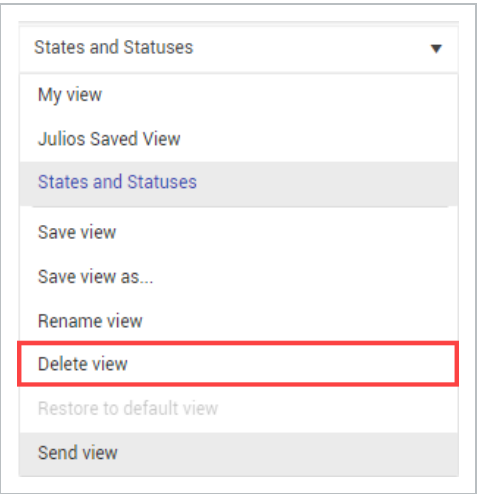 States and Statuses
My view
Julios Saved View
States and Statuses
Save view
Save view as...
Rename view
Delete view
Restore to default view
Send view